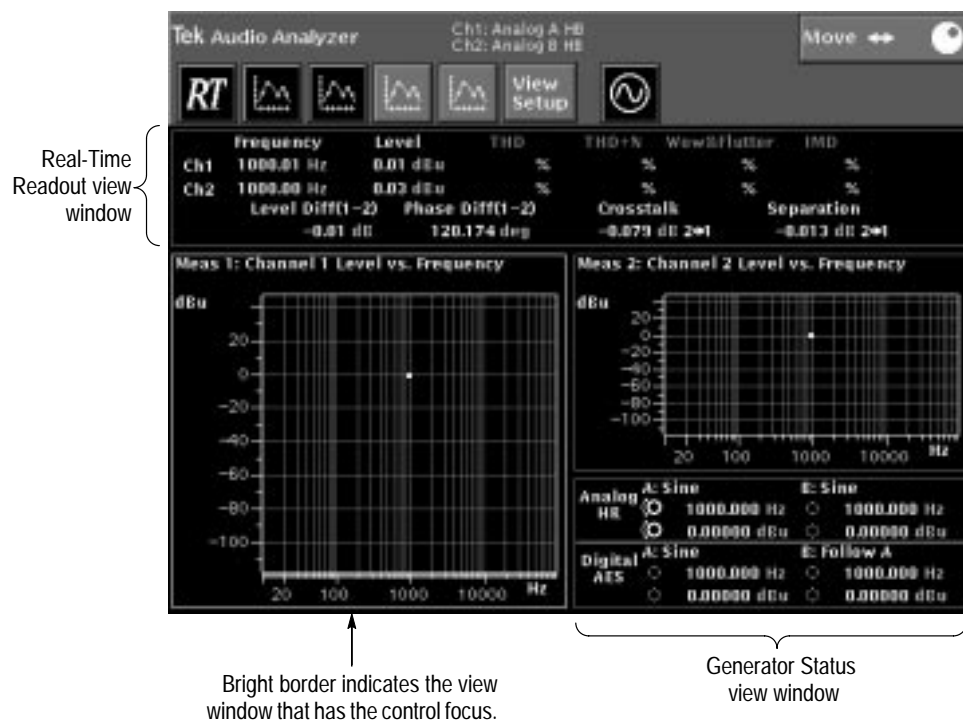 Tek Audio Analyzer
Ch1: Analog A HB
Ch2: Analog B HB
Move
RT
View
Setup
Real-Time
Readout view
window
Frequency Level THD THD+N Wow&Flutter IMD
Ch1 1000.01 Hz 0.01 dBu % % % %
Ch2 1000.00 Hz 0.03 dBu % % % %
Level Diff(1-2) Phase Diff(1-2) Crosstalk Separation
-0.01 dB 120.174 deg -0.079 dB 2➜1 -0.013 dB 2➜1
Meas 1: Channel 1 Level vs. Frequency
dBu
20
0
-20
-40
-60
-80
-100
20 100 1000 10000 Hz
Meas 2: Channel 2 Level vs. Frequency
dBu
20
0
-20
-40
-60
-80
-100
20 100 1000 10000 Hz
Analog
HR
A: Sine B: Sine
1000.000 Hz 1000.000 Hz
0.00000 dBu 0.00000 dBu
Digital
AES
A: Sine B: Follow A
1000.000 Hz 1000.000 Hz
0.00000 dBu 0.00000 dBu
Bright border indicates the view
window that has the control focus.
Generator Status
view window